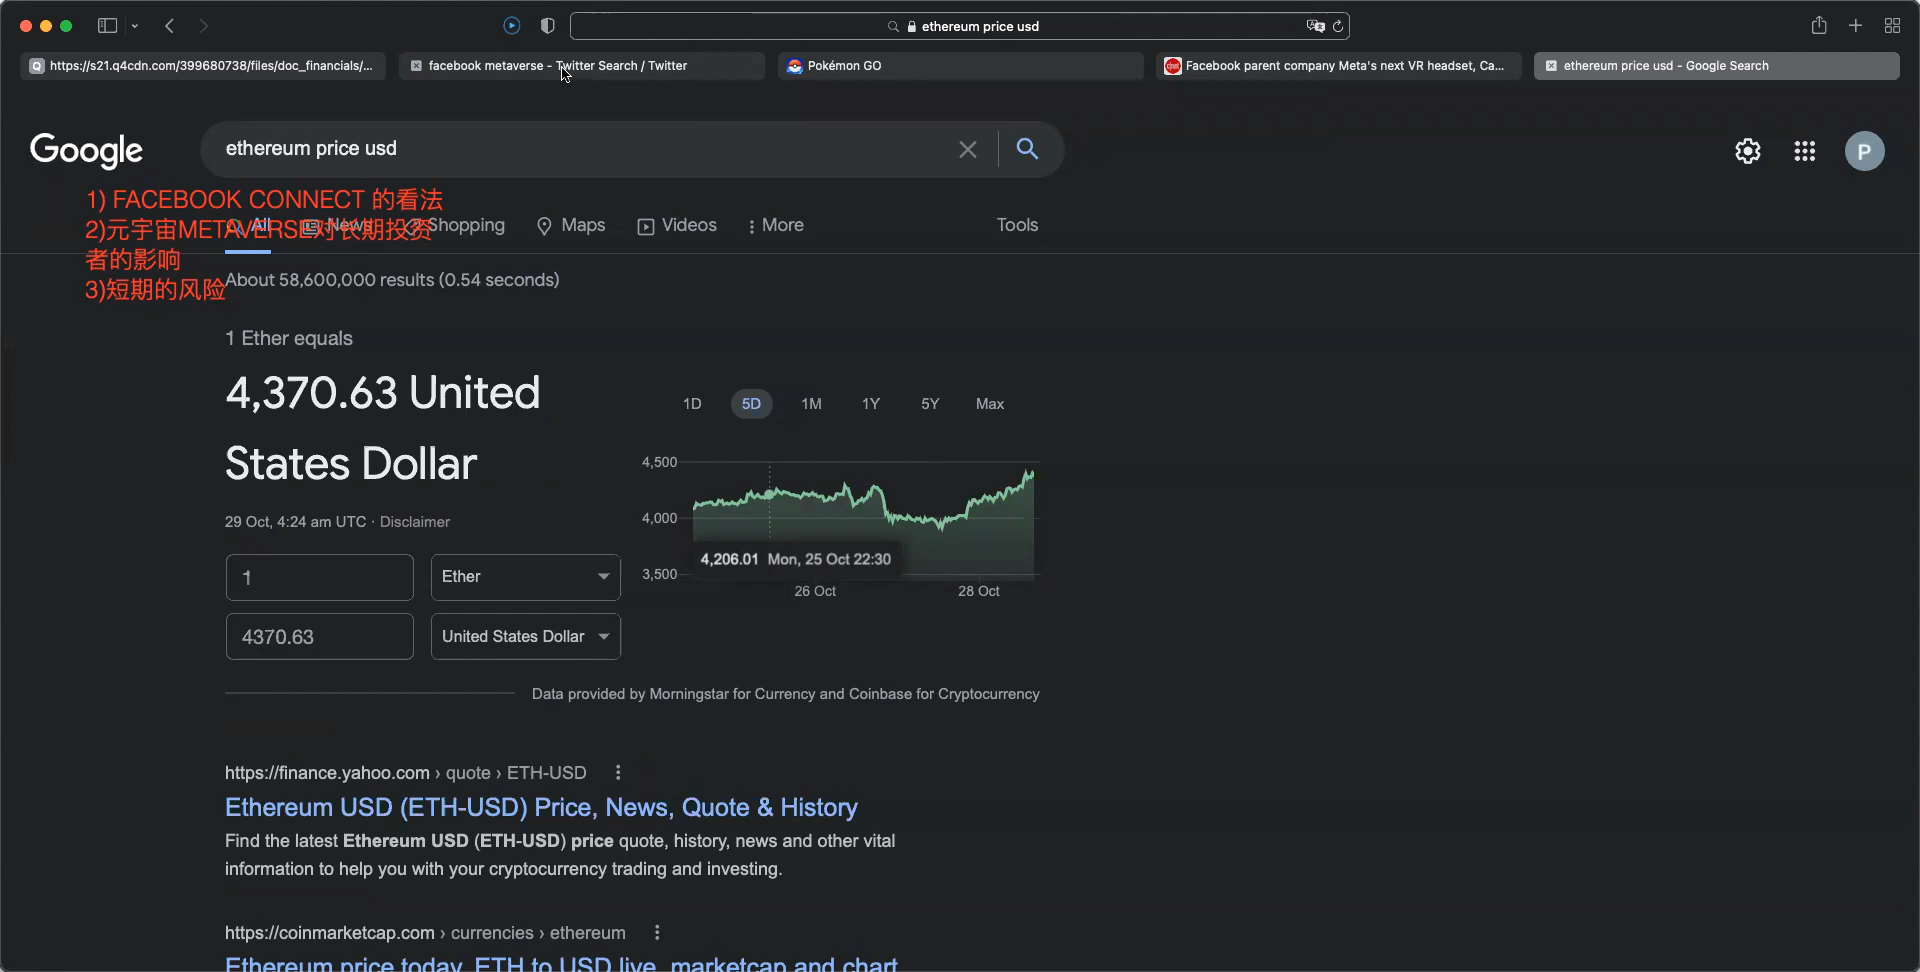 ethereum price usd
https://s21.q4cdn.com/399680738/files/doc_financials/...
facebook metaverse - Twitter Search / Twitter
Pokémon GO
Facebook parent company Meta's next VR headset, Ca...
ethereum price usd - Google Search
Google
ethereum price usd
P
1) FACEBOOK CONNECT 的看法
2)元宇宙METAVERSE对长期投资
者的影响
3)短期的风险
All
News
Shopping
Maps
Videos
More
Tools
About 58,600,000 results (0.54 seconds)
1 Ether equals
4,370.63 United
States Dollar
29 Oct, 4:24 am UTC · Disclaimer
1
Ether
4370.63
United States Dollar
1D 5D 1M 1Y 5Y Max
4,500
4,000
3,500
4,206.01 Mon, 25 Oct 22:30
26 Oct
28 Oct
Data provided by Morningstar for Currency and Coinbase for Cryptocurrency
https://finance.yahoo.com › quote › ETH-USD
Ethereum USD (ETH-USD) Price, News, Quote & History
Find the latest Ethereum USD (ETH-USD) price quote, history, news and other vital
information to help you with your cryptocurrency trading and investing.
https://coinmarketcap.com › currencies › ethereum
Ethereum price today, ETH to USD live, marketcap and chart